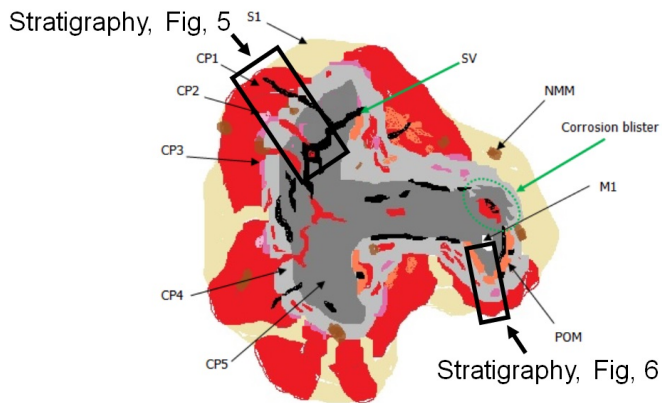 Stratigraphy, Fig, 5
S1
CP1
SV
CP2
NMM
Corrosion blister
CP3
M1
CP4
POM
CP5
Stratigraphy, Fig, 6